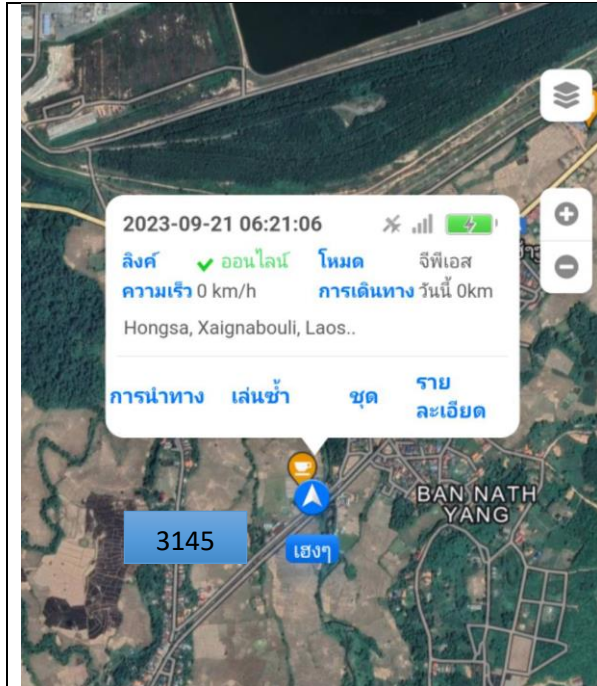 2023-09-21 06:21:06
ลิงค์ ออนไลน์ โหมด จีพีเอส
ความเร็ว 0 km/h การเดินทาง วันนี้ 0km
Hongsa, Xaignabouli, Laos..
การนำทาง เล่นซ้ำ ชุด ราย
ละเอียด
BAN NATH
YANG
3145
เฮงๆ